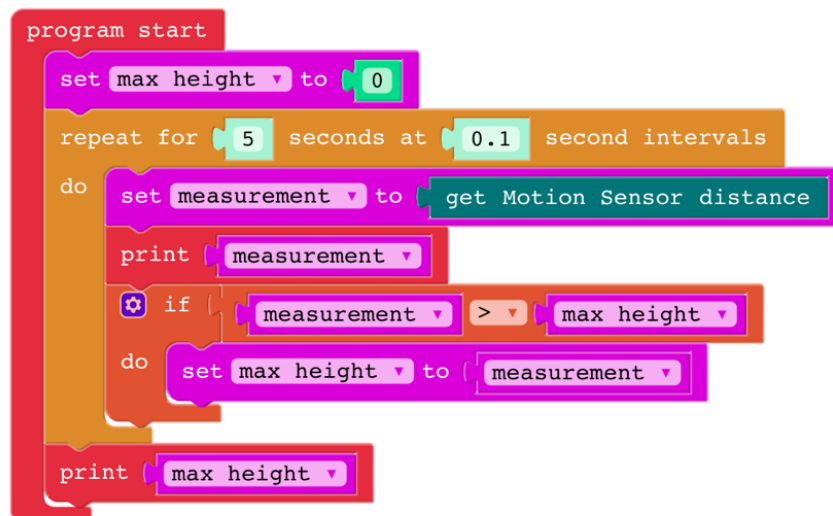 program start
set max height ▾ to 0
repeat for 5 seconds at 0.1 second intervals
do set measurement ▾ to get Motion Sensor distance
print measurement ▾
if measurement ▾ > ▾ max height ▾
do set max height ▾ to measurement ▾
print max height ▾